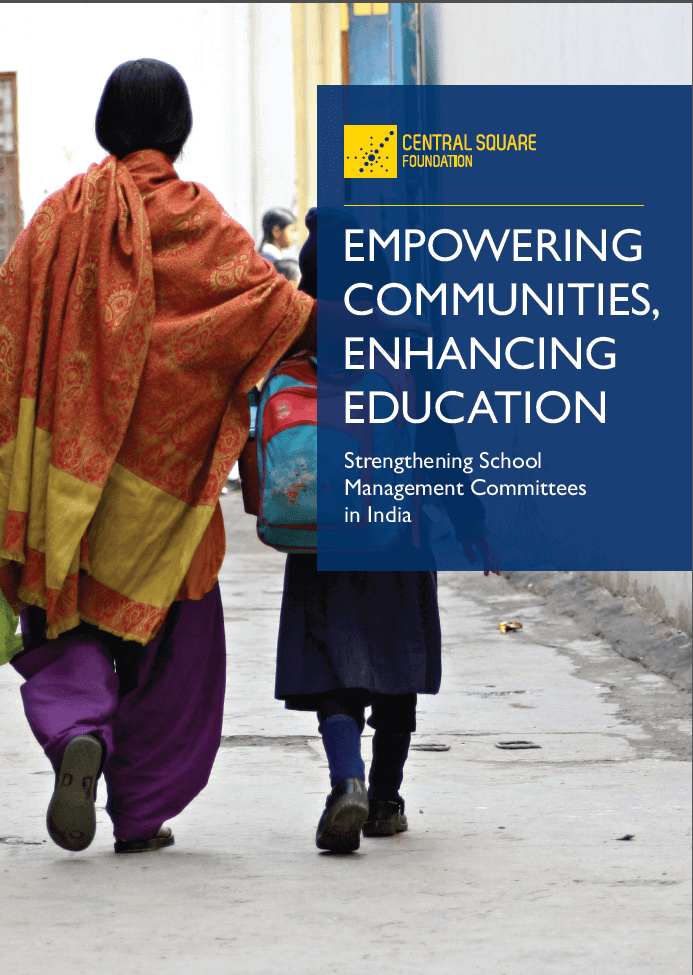 CENTRAL SQUARE
FOUNDATION
EMPOWERING
COMMUNITIES,
ENHANCING
EDUCATION
Strengthening School
Management Committees
in India